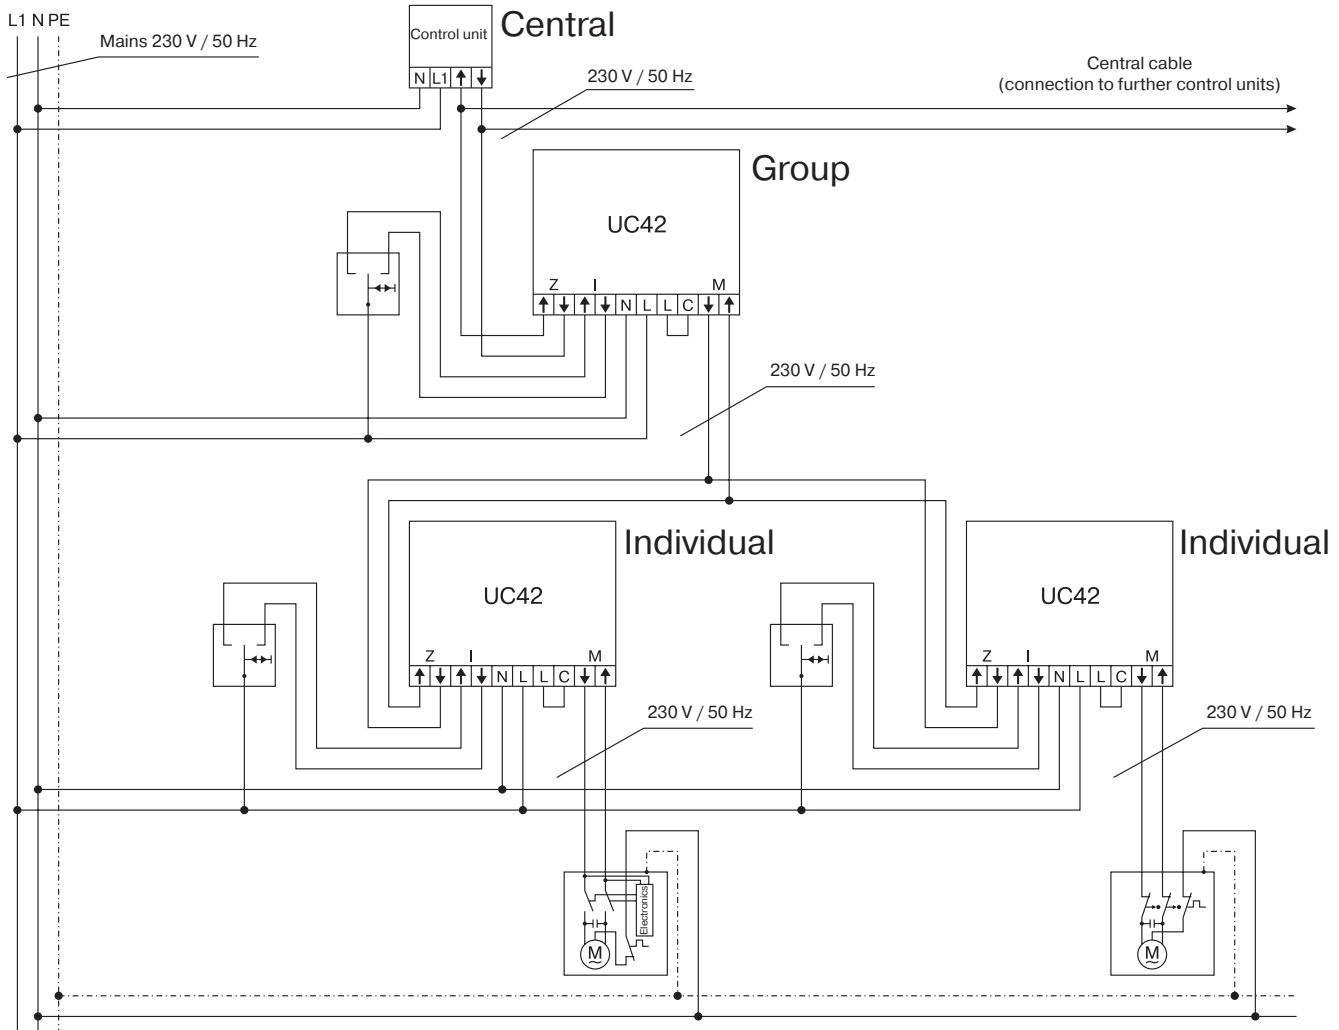 L1 N PE
Mains 230 V / 50 Hz
Control unit
Central
N L1 ↑ ↓
230 V / 50 Hz
Central cable
(connection to further control units)
Group
UC42
Z I M
↑ ↓ ↑ ↓ N L L C ↓ ↑
230 V / 50 Hz
Individual
UC42
Z I M
↑ ↓ ↑ ↓ N L L C ↓ ↑
230 V / 50 Hz
Electronics
M
~
Individual
UC42
Z I M
↑ ↓ ↑ ↓ N L L C ↓ ↑
230 V / 50 Hz
M
~